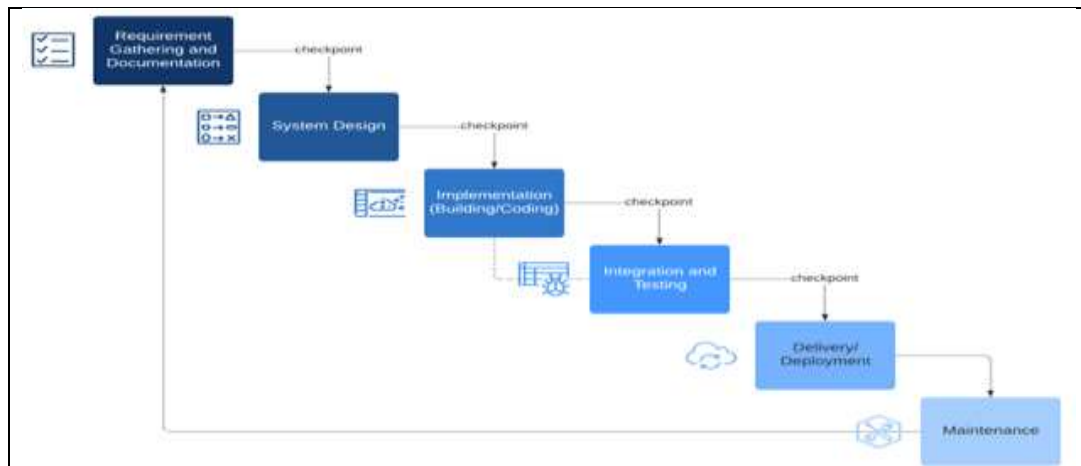 Requirement
Gathering and
Documentation
checkpoint
System Design
checkpoint
Implementation
(Building/Coding)
checkpoint
Integration and
Testing
checkpoint
Delivery/
Deployment
Maintenance